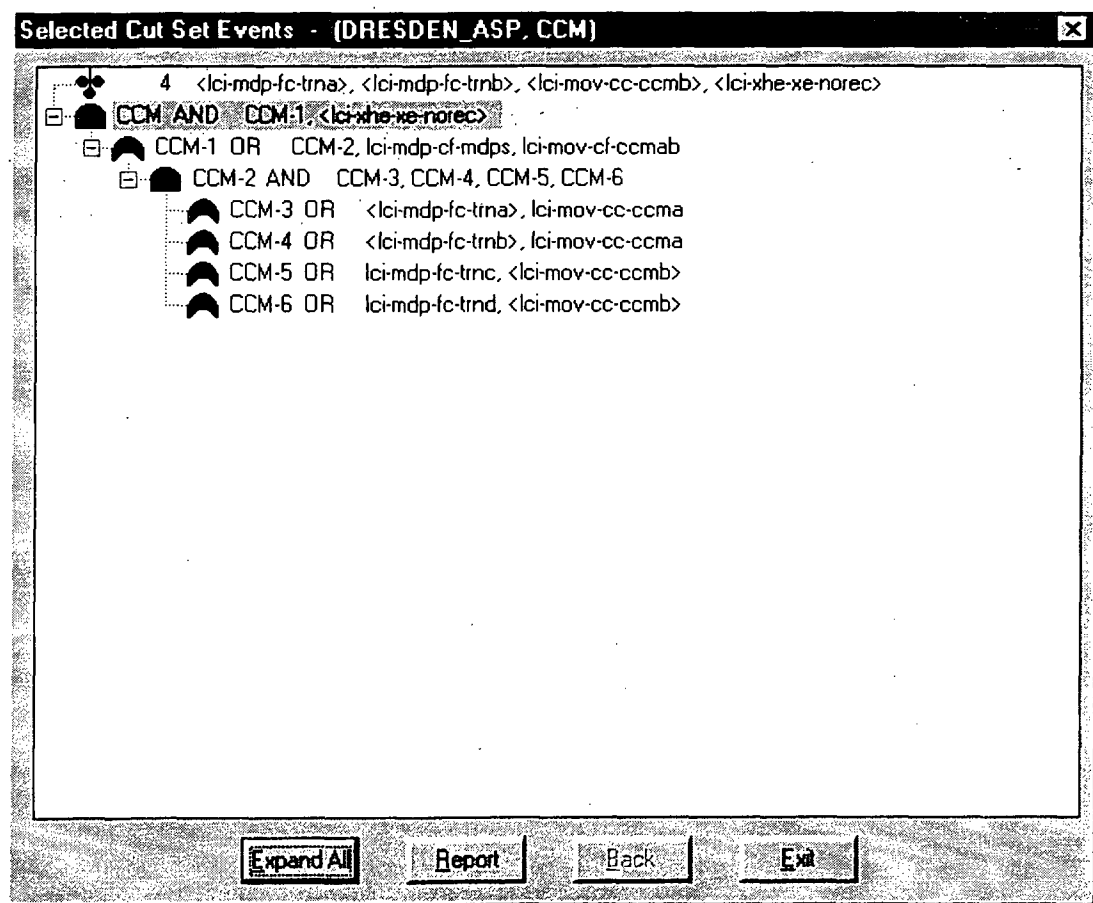 Selected Cut Set Events - (DRESDEN_ASP, CCM)
4 <lci-mdp-fc-trna>, <lci-mdp-fc-trnb>, <lci-mov-cc-ccmb>, <lci-xhe-xe-norec>
CCM AND CCM-1, <lci-xhe-xe-norec>
CCM-1 OR CCM-2, lci-mdp-cf-mdps, lci-mov-cf-ccmab
CCM-2 AND CCM-3, CCM-4, CCM-5, CCM-6
CCM-3 OR <lci-mdp-fc-trna>, lci-mov-cc-ccma
CCM-4 OR <lci-mdp-fc-trnb>, lci-mov-cc-ccma
CCM-5 OR lci-mdp-fc-trnc, <lci-mov-cc-ccmb>
CCM-6 OR lci-mdp-fc-trnd, <lci-mov-cc-ccmb>
Expand All Report Back Exit